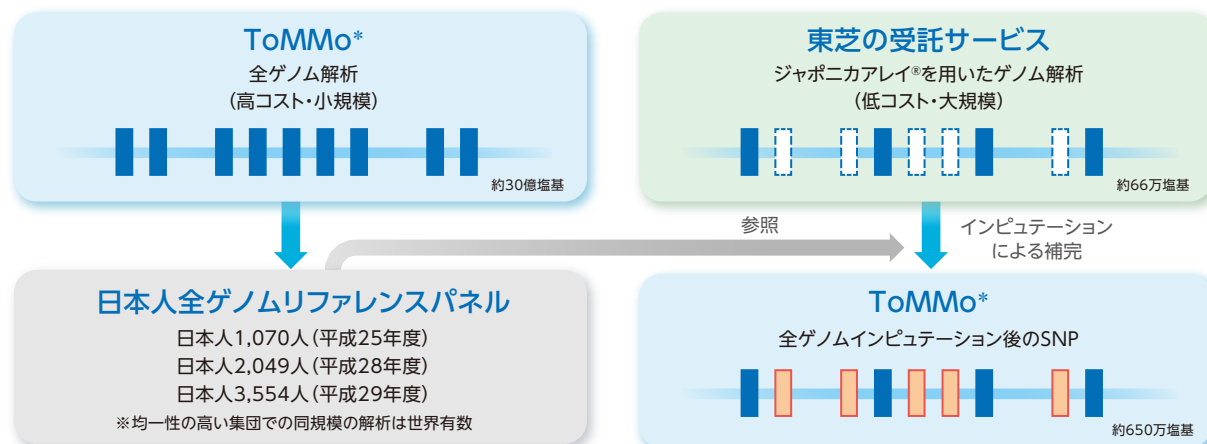 ToMMo*
全ゲノム解析
（高コスト・小規模）
約30億塩基
東芝の受託サービス
ジャポニカアレイ®を用いたゲノム解析
（低コスト・大規模）
約66万塩基
参照
インピュテーション
による補完
日本人全ゲノムリファレンスパネル
日本人1,070人（平成25年度）
日本人2,049人（平成28年度）
日本人3,554人（平成29年度）
※均一性の高い集団での同規模の解析は世界有数
ToMMo*
全ゲノムインピュテーション後のSNP
約650万塩基